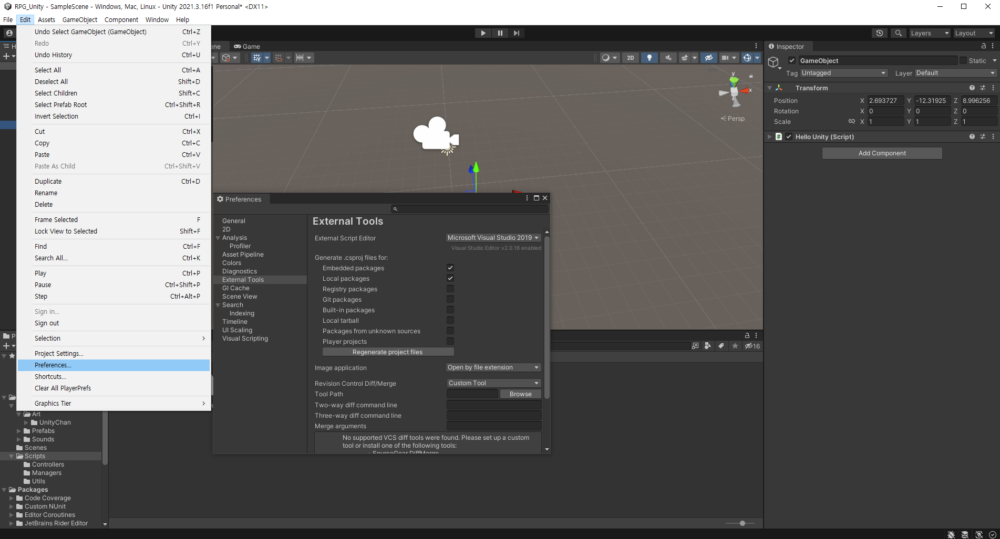 RPG_Unity - SampleScene - Windows, Mac, Linux - Unity 2021.3.16f1 Personal* <DX11>
File Edit Assets GameObject Component Window Help
Undo Select GameObject (GameObject) Ctrl+Z
Redo Ctrl+Y
Undo History Ctrl+U
Select All Ctrl+A
Deselect All Shift+D
Select Children Shift+C
Select Prefab Root Ctrl+Shift+R
Invert Selection Ctrl+I
Cut Ctrl+X
Copy Ctrl+C
Paste Ctrl+V
Paste As Child Ctrl+Shift+V
Duplicate Ctrl+D
Rename
Delete
Frame Selected F
Lock View to Selected Shift+F
Find Ctrl+F
Search All... Ctrl+K
Play Ctrl+P
Pause Ctrl+Shift+P
Step Ctrl+Alt+P
Sign in...
Sign out
Selection
Project Settings...
Preferences...
Shortcuts...
Clear All PlayerPrefs
Graphics Tier
H
P
Art
UnityChan
Prefabs
Sounds
Scenes
Scripts
Controllers
Managers
Utils
Packages
Code Coverage
Custom NUnit
Editor Coroutines
JetBrains Rider Editor
ene Game
2D
y
x
Persp
Preferences
General
2D
Analysis
Profiler
Asset Pipeline
Colors
Diagnostics
External Tools
GI Cache
Scene View
Search
Indexing
Timeline
UI Scaling
Visual Scripting
External Tools
External Script Editor Microsoft Visual Studio 2019
Visual Studio Editor v2.0.16 enabled
Generate .csproj files for:
Embedded packages
Local packages
Registry packages
Git packages
Built-in packages
Local tarball
Packages from unknown sources
Player projects
Regenerate project files
Image application Open by file extension
Revision Control Diff/Merge Custom Tool
Tool Path Browse
Two-way diff command line
Three-way diff command line
Merge arguments
No supported VCS diff tools were found. Please set up a custom
tool or install one of the following tools:
- SourceGear DiffMerge
16
Layers Layout
Inspector
GameObject Static
Tag Untagged Layer Default
Transform
Position X 2.693727 Y -12.31925 Z 8.996256
Rotation X 0 Y 0 Z 0
Scale X 1 Y 1 Z 1
# Hello Unity (Script)
Add Component